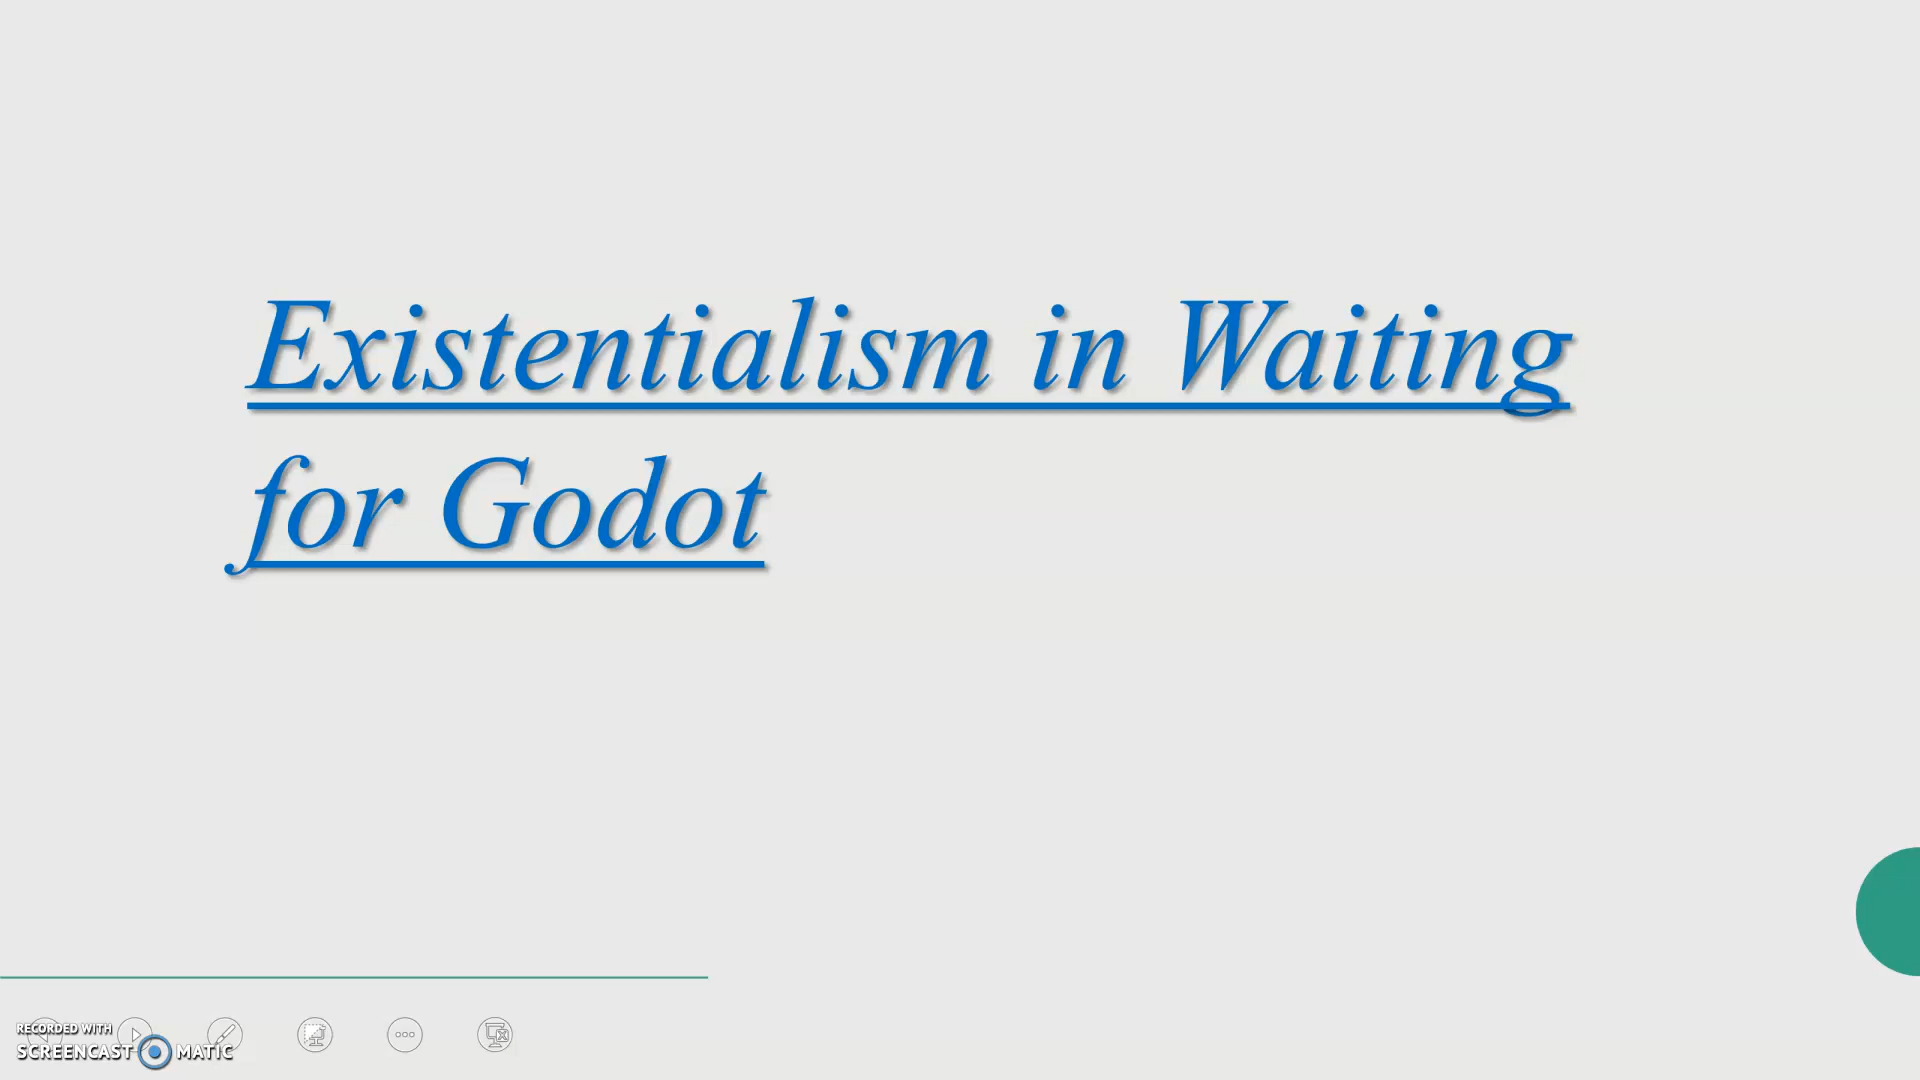 Existentialism in Waiting
for Godot
RECORDED WITH
SCREENCAST MATIC